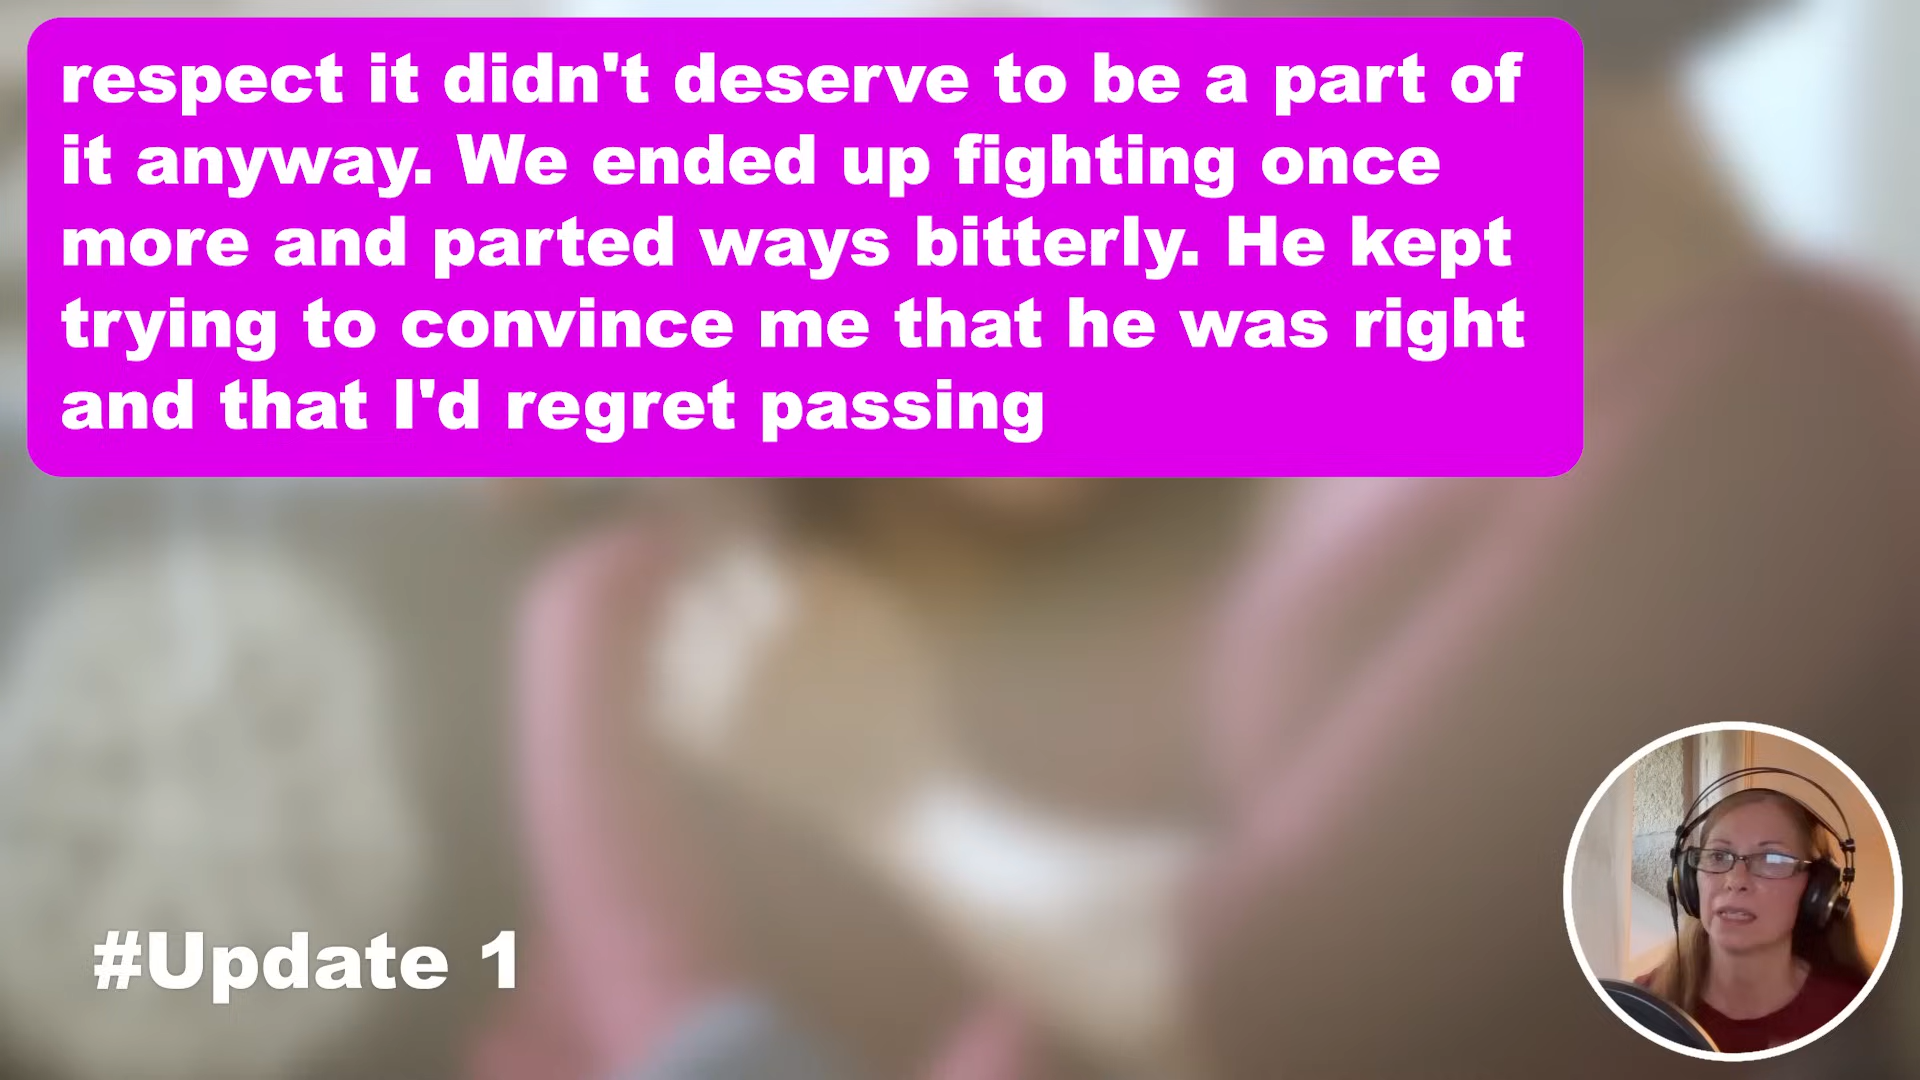 respect it didn't deserve to be a part of
it anyway. We ended up fighting once
more and parted ways bitterly. He kept
trying to convince me that he was right
and that I'd regret passing
#Update 1